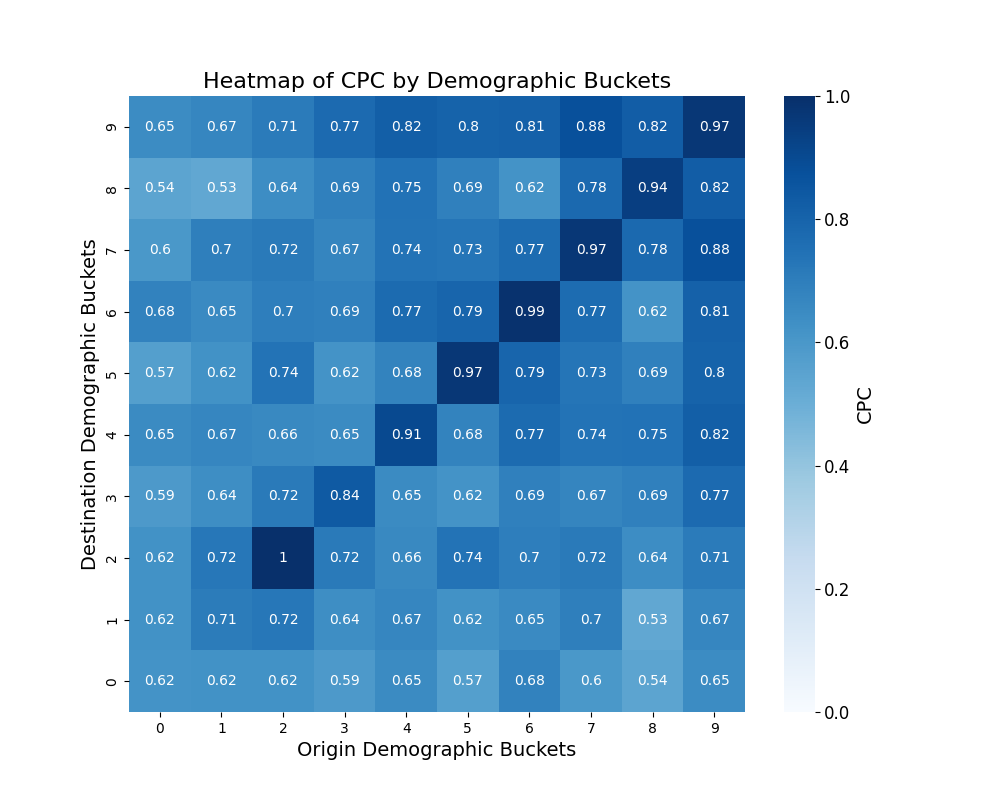 Heatmap of CPC by Demographic Buckets
9 0.65 0.67 0.71 0.77 0.82 0.8 0.81 0.88 0.82 0.97
8 0.54 0.53 0.64 0.69 0.75 0.69 0.62 0.78 0.94 0.82
7 0.6 0.7 0.72 0.67 0.74 0.73 0.77 0.97 0.78 0.88
6 0.68 0.65 0.7 0.69 0.77 0.79 0.99 0.77 0.62 0.81
5 0.57 0.62 0.74 0.62 0.68 0.97 0.79 0.73 0.69 0.8
4 0.65 0.67 0.66 0.65 0.91 0.68 0.77 0.74 0.75 0.82
3 0.59 0.64 0.72 0.84 0.65 0.62 0.69 0.67 0.69 0.77
2 0.62 0.72 1 0.72 0.66 0.74 0.7 0.72 0.64 0.71
1 0.62 0.71 0.72 0.64 0.67 0.62 0.65 0.7 0.53 0.67
0 0.62 0.62 0.62 0.59 0.65 0.57 0.68 0.6 0.54 0.65
0 1 2 3 4 5 6 7 8 9
Origin Demographic Buckets
Destination Demographic Buckets
1.0
0.8
0.6
0.4
0.2
0.0
CPC